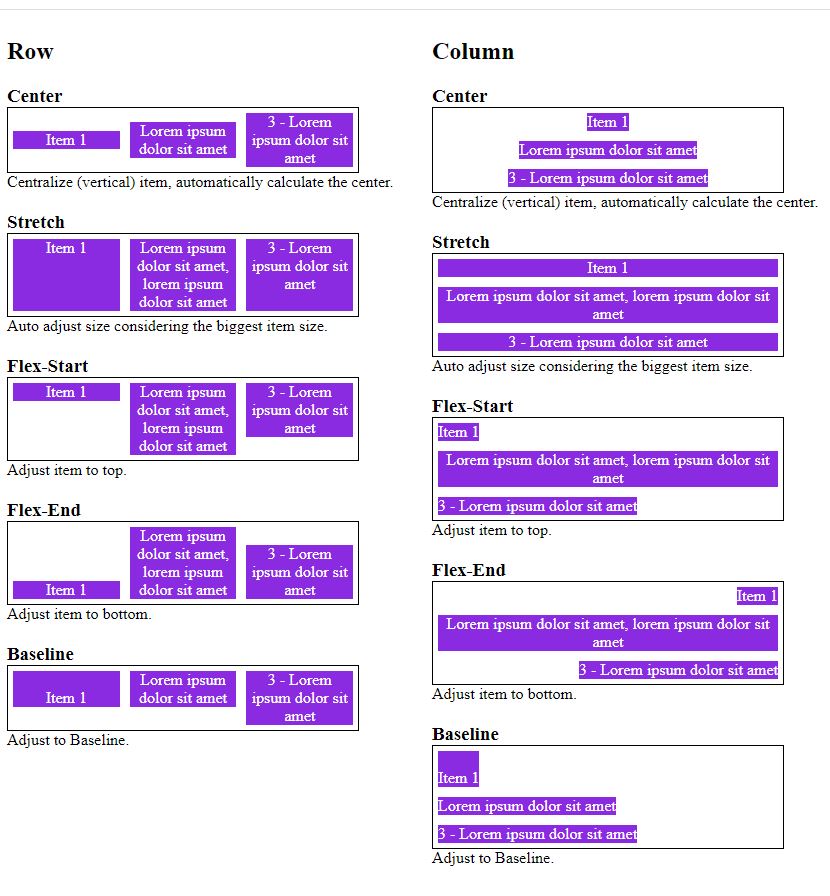 Row
Center
Item 1
Lorem ipsum
dolor sit amet
3 - Lorem
ipsum dolor sit
amet
Centralize (vertical) item, automatically calculate the center.
Stretch
Item 1
Lorem ipsum
dolor sit amet,
lorem ipsum
dolor sit amet
3 - Lorem
ipsum dolor sit
amet
Auto adjust size considering the biggest item size.
Flex-Start
Item 1
Lorem ipsum
dolor sit amet,
lorem ipsum
dolor sit amet
3 - Lorem
ipsum dolor sit
amet
Adjust item to top.
Flex-End
Item 1
Lorem ipsum
dolor sit amet,
lorem ipsum
dolor sit amet
3 - Lorem
ipsum dolor sit
amet
Adjust item to bottom.
Baseline
Item 1
Lorem ipsum
dolor sit amet
3 - Lorem
ipsum dolor sit
amet
Adjust to Baseline.
Column
Center
Item 1
Lorem ipsum dolor sit amet
3 - Lorem ipsum dolor sit amet
Centralize (vertical) item, automatically calculate the center.
Stretch
Item 1
Lorem ipsum dolor sit amet, lorem ipsum dolor sit
amet
3 - Lorem ipsum dolor sit amet
Auto adjust size considering the biggest item size.
Flex-Start
Item 1
Lorem ipsum dolor sit amet, lorem ipsum dolor sit
amet
3 - Lorem ipsum dolor sit amet
Adjust item to top.
Flex-End
Item 1
Lorem ipsum dolor sit amet, lorem ipsum dolor sit
amet
3 - Lorem ipsum dolor sit amet
Adjust item to bottom.
Baseline
Item 1
Lorem ipsum dolor sit amet
3 - Lorem ipsum dolor sit amet
Adjust to Baseline.